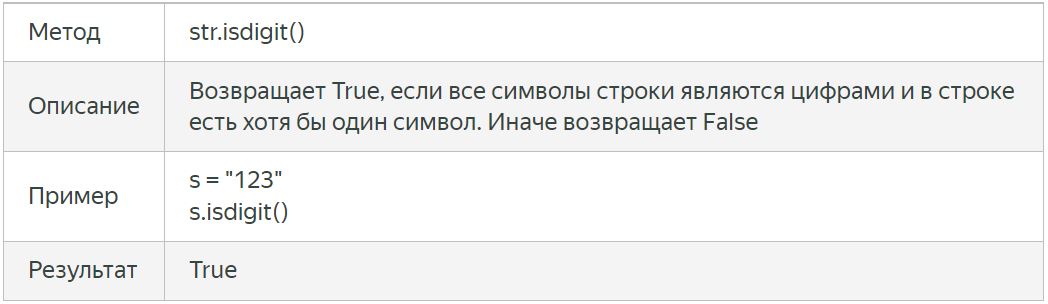 Метод str.isdigit()
Описание Возвращает True, если все символы строки являются цифрами и в строке
есть хотя бы один символ. Иначе возвращает False
Пример s = "123"
s.isdigit()
Результат True